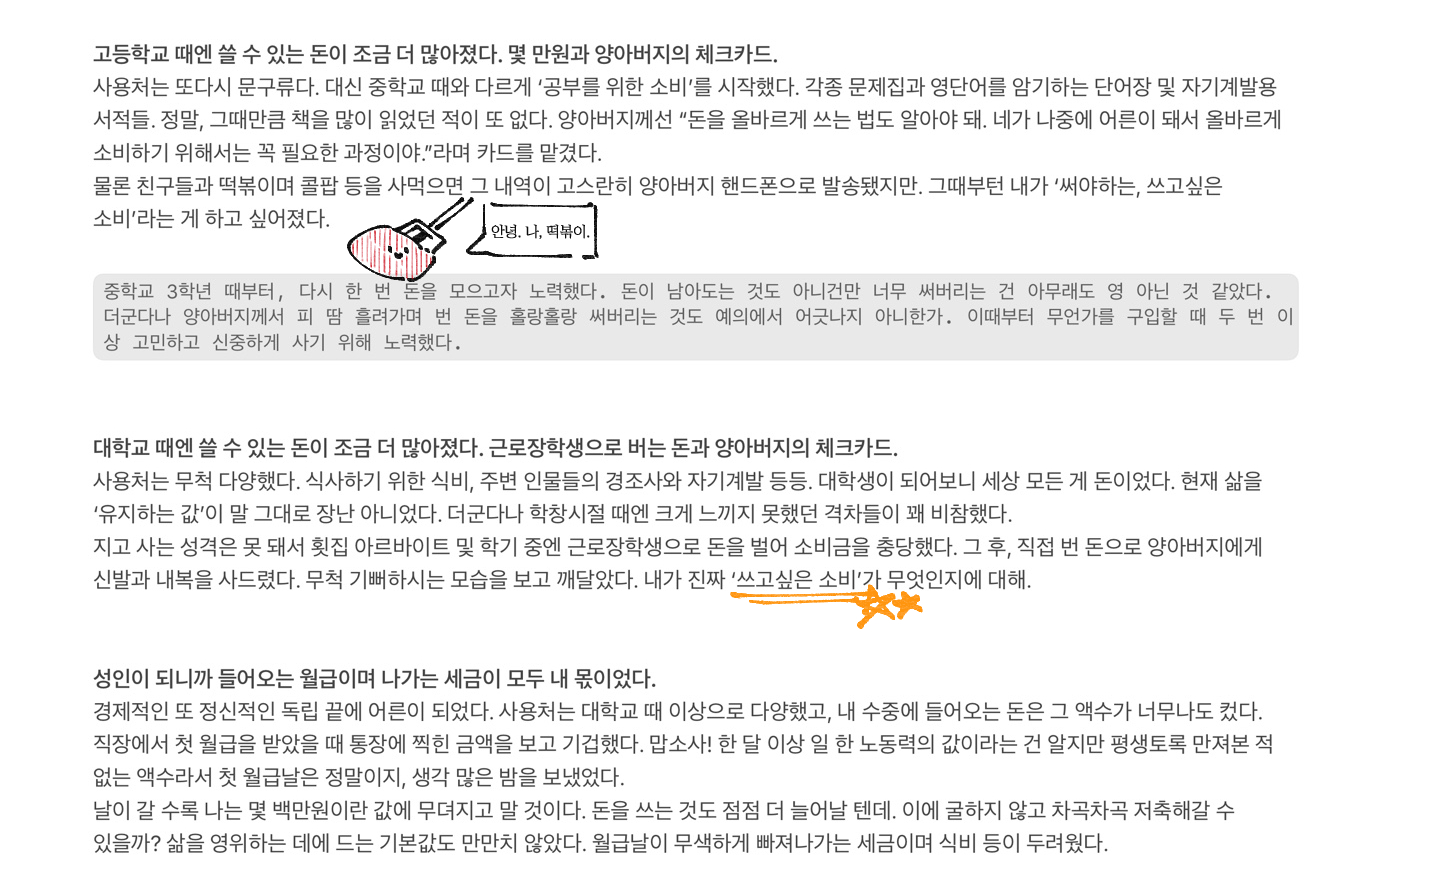 고등학교 때엔 쓸 수 있는 돈이 조금 더 많아졌다. 몇 만원과 양아버지의 체크카드.
사용처는 또다시 문구류다. 대신 중학교 때와 다르게 ‘공부를 위한 소비’를 시작했다. 각종 문제집과 영단어를 암기하는 단어장 및 자기계발용
서적들. 정말, 그때만큼 책을 많이 읽었던 적이 또 없다. 양아버지께선 “돈을 올바르게 쓰는 법도 알아야 돼. 네가 나중에 어른이 돼서 올바르게
소비하기 위해서는 꼭 필요한 과정이야.”라며 카드를 맡겼다.
물론 친구들과 떡볶이며 콜팝 등을 사먹으면 그 내역이 고스란히 양아버지 핸드폰으로 발송됐지만. 그때부턴 내가 ‘써야하는, 쓰고싶은
소비’라는 게 하고 싶어졌다.
안녕. 나, 떡볶이.
중학교 3학년 때부터, 다시 한 번 돈을 모으고자 노력했다. 돈이 남아도는 것도 아니건만 너무 써버리는 건 아무래도 영 아닌 것 같았다.
더군다나 양아버지께서 피 땀 흘려가며 번 돈을 홀랑홀랑 써버리는 것도 예의에서 어긋나지 아니한가. 이때부터 무언가를 구입할 때 두 번 이
상 고민하고 신중하게 사기 위해 노력했다.
대학교 때엔 쓸 수 있는 돈이 조금 더 많아졌다. 근로장학생으로 버는 돈과 양아버지의 체크카드.
사용처는 무척 다양했다. 식사하기 위한 식비, 주변 인물들의 경조사와 자기계발 등등. 대학생이 되어보니 세상 모든 게 돈이었다. 현재 삶을
‘유지하는 값’이 말 그대로 장난 아니었다. 더군다나 학창시절 때엔 크게 느끼지 못했던 격차들이 꽤 비참했다.
지고 사는 성격은 못 돼서 횟집 아르바이트 및 학기 중엔 근로장학생으로 돈을 벌어 소비금을 충당했다. 그 후, 직접 번 돈으로 양아버지에게
신발과 내복을 사드렸다. 무척 기뻐하시는 모습을 보고 깨달았다. 내가 진짜 ‘쓰고싶은 소비’가 무엇인지에 대해.
성인이 되니까 들어오는 월급이며 나가는 세금이 모두 내 몫이었다.
경제적인 또 정신적인 독립 끝에 어른이 되었다. 사용처는 대학교 때 이상으로 다양했고, 내 수중에 들어오는 돈은 그 액수가 너무나도 컸다.
직장에서 첫 월급을 받았을 때 통장에 찍힌 금액을 보고 기겁했다. 맙소사! 한 달 이상 일 한 노동력의 값이라는 건 알지만 평생토록 만져본 적
없는 액수라서 첫 월급날은 정말이지, 생각 많은 밤을 보냈었다.
날이 갈 수록 나는 몇 백만원이란 값에 무뎌지고 말 것이다. 돈을 쓰는 것도 점점 더 늘어날 텐데. 이에 굴하지 않고 차곡차곡 저축해갈 수
있을까? 삶을 영위하는 데에 드는 기본값도 만만치 않았다. 월급날이 무색하게 빠져나가는 세금이며 식비 등이 두려웠다.